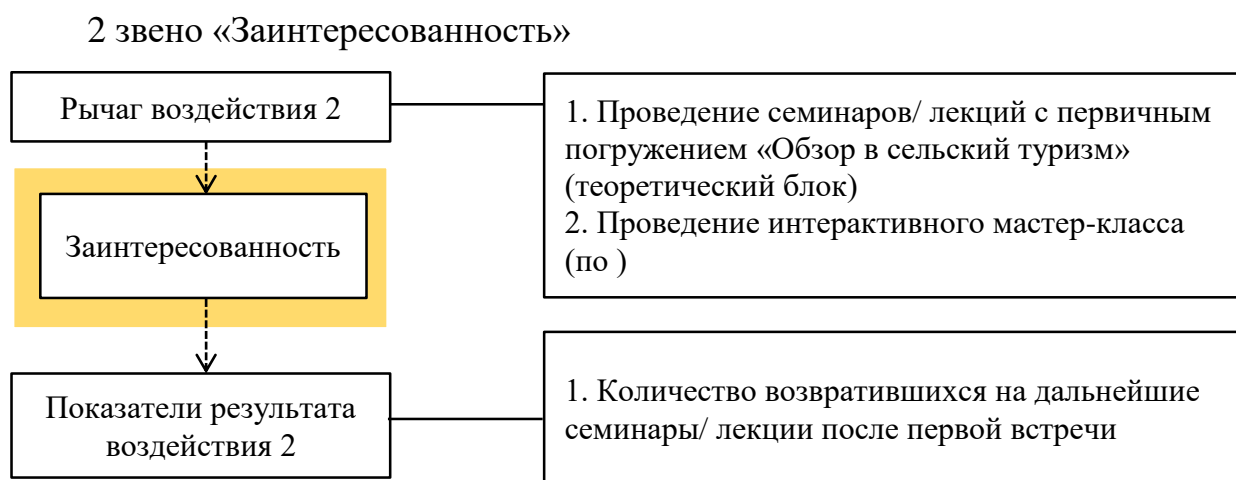 2 звено «Заинтересованность»
Рычаг воздействия 2
1. Проведение семинаров/ лекций с первичным
погружением «Обзор в сельский туризм»
(теоретический блок)
2. Проведение интерактивного мастер-класса
(по )
Заинтересованность
Показатели результата
воздействия 2
1. Количество возвратившихся на дальнейшие
семинары/ лекции после первой встречи